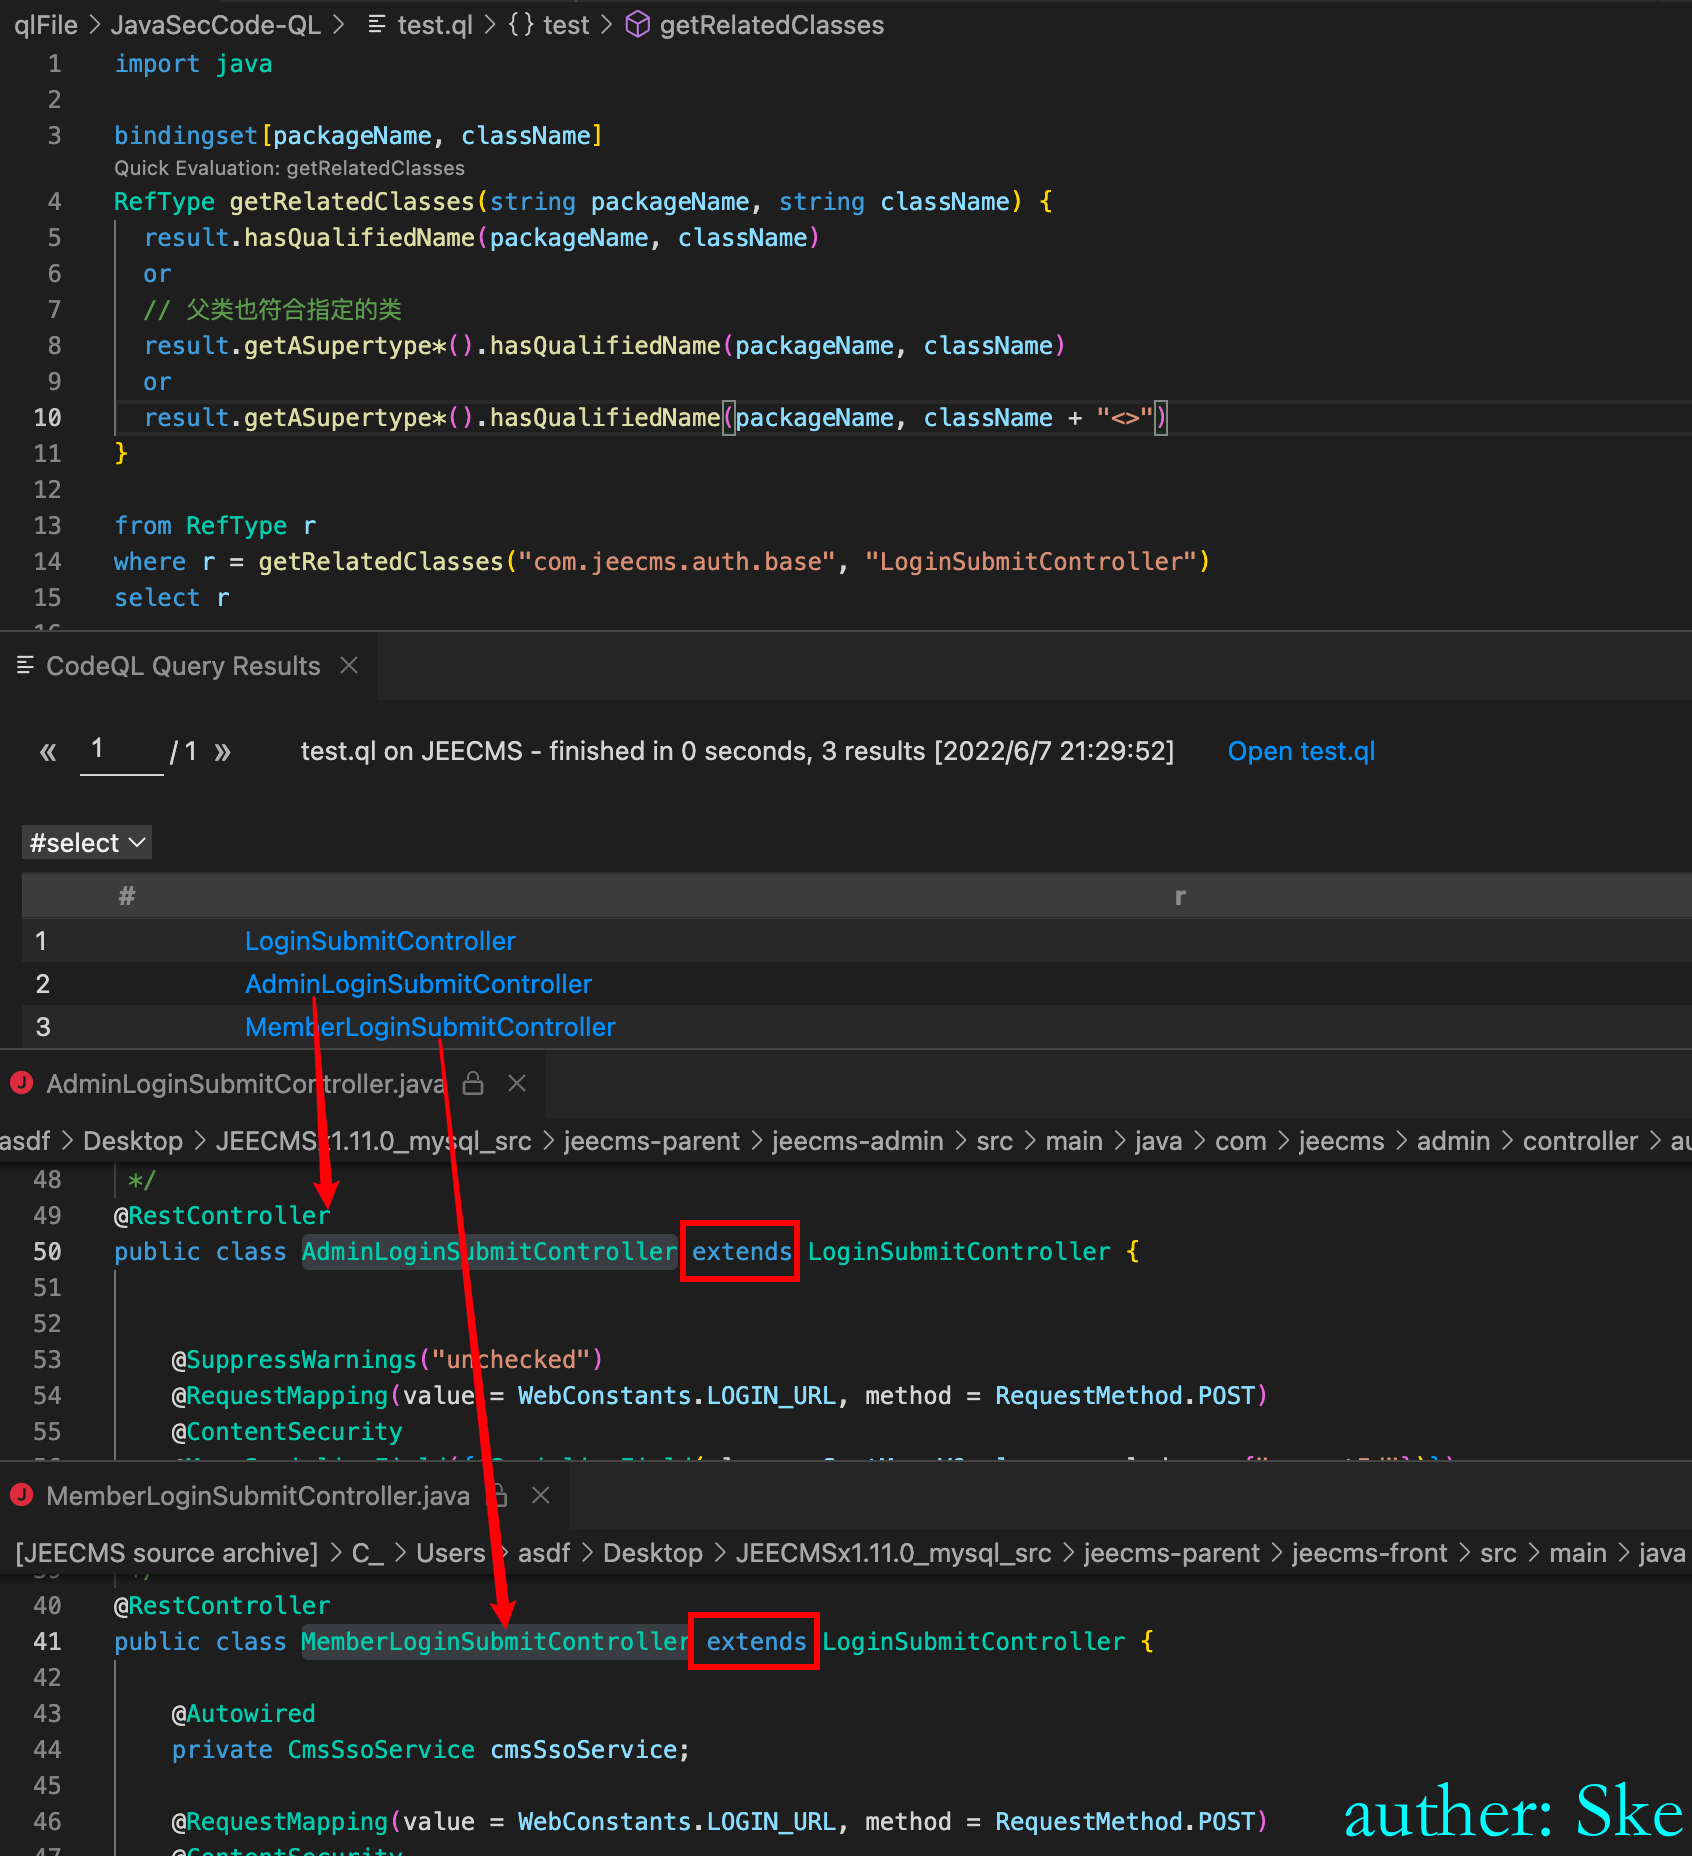 qlFile > JavaSecCode-QL > test.ql > {} test > getRelatedClasses
1 import java
2
3 bindingset[packageName, className]
Quick Evaluation: getRelatedClasses
4 RefType getRelatedClasses(string packageName, string className) {
5 result.hasQualifiedName(packageName, className)
6 or
7 // 父类也符合指定的类
8 result.getASupertype*().hasQualifiedName(packageName, className)
9 or
10 result.getASupertype*().hasQualifiedName(packageName, className + "<>")
11 }
12
13 from RefType r
14 where r = getRelatedClasses("com.jeecms.auth.base", "LoginSubmitController")
15 select r
16
CodeQL Query Results
« 1 / 1 » test.ql on JEECMS - finished in 0 seconds, 3 results [2022/6/7 21:29:52] Open test.ql
#select
# r
1 LoginSubmitController
2 AdminLoginSubmitController
3 MemberLoginSubmitController
J AdminLoginSubmitController.java
asdf > Desktop > JEECMSx1.11.0_mysql_src > jeecms-parent > jeecms-admin > src > main > java > com > jeecms > admin > controller > au
48 */
49 @RestController
50 public class AdminLoginSubmitController extends LoginSubmitController {
51
52
53 @SuppressWarnings("unchecked")
54 @RequestMapping(value = WebConstants.LOGIN_URL, method = RequestMethod.POST)
55 @ContentSecurity
J MemberLoginSubmitController.java
[JEECMS source archive] > C_ > Users > asdf > Desktop > JEECMSx1.11.0_mysql_src > jeecms-parent > jeecms-front > src > main > java
39 */
40 @RestController
41 public class MemberLoginSubmitController extends LoginSubmitController {
42
43 @Autowired
44 private CmsSsoService cmsSsoService;
45
46 @RequestMapping(value = WebConstants.LOGIN_URL, method = RequestMethod.POST)
47 @ContentSecurity
auther: Ske